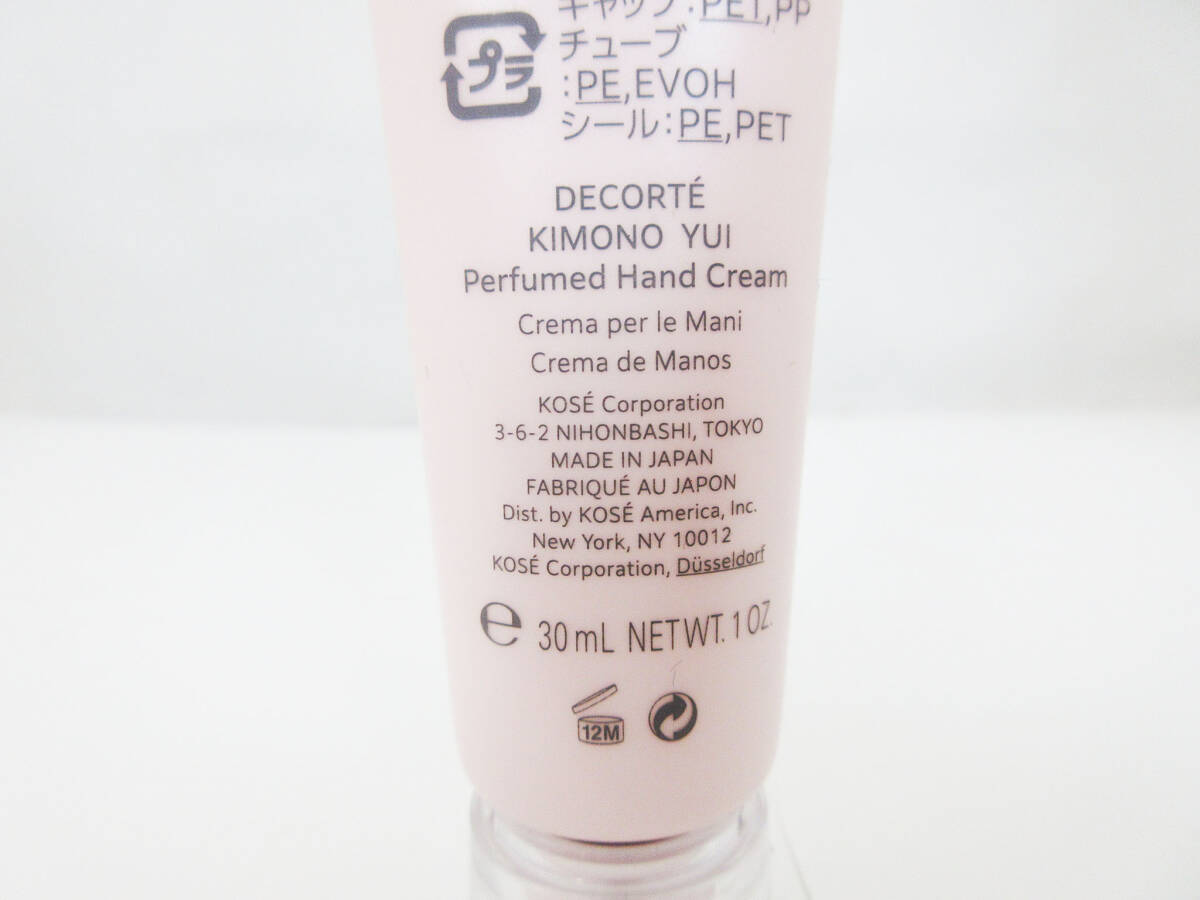 キャップ:PET,PP
プラ
チューブ
:PE,EVOH
シール:PE,PET
DECORTÉ
KIMONO YUI
Perfumed Hand Cream
Crema per le Mani
Crema de Manos
KOSÉ Corporation
3-6-2 NIHONBASHI, TOKYO
MADE IN JAPAN
FABRIQUÉ AU JAPON
Dist. by KOSÉ America, Inc.
New York, NY 10012
KOSÉ Corporation, Düsseldorf
℮ 30 mL NET WT. 1 OZ.
12M